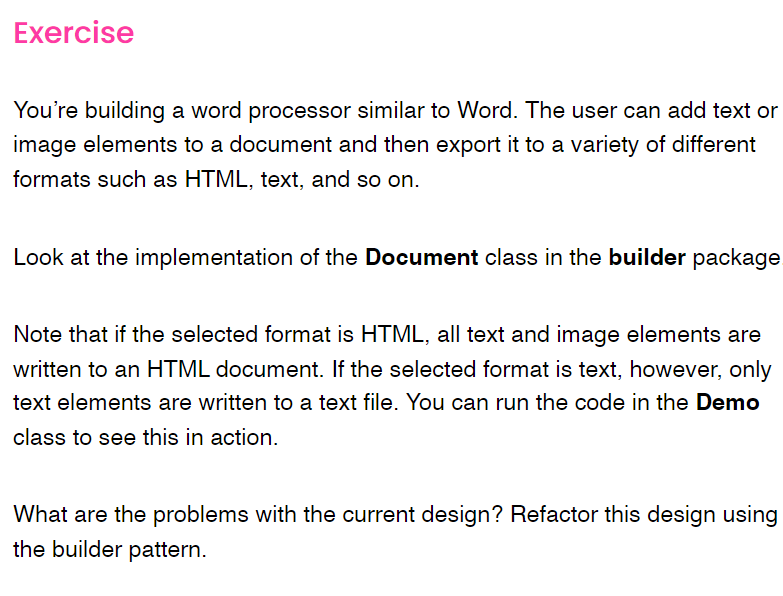 Exercise
You’re building a word processor similar to Word. The user can add text or
image elements to a document and then export it to a variety of different
formats such as HTML, text, and so on.
Look at the implementation of the Document class in the builder package
Note that if the selected format is HTML, all text and image elements are
written to an HTML document. If the selected format is text, however, only
text elements are written to a text file. You can run the code in the Demo
class to see this in action.
What are the problems with the current design? Refactor this design using
the builder pattern.